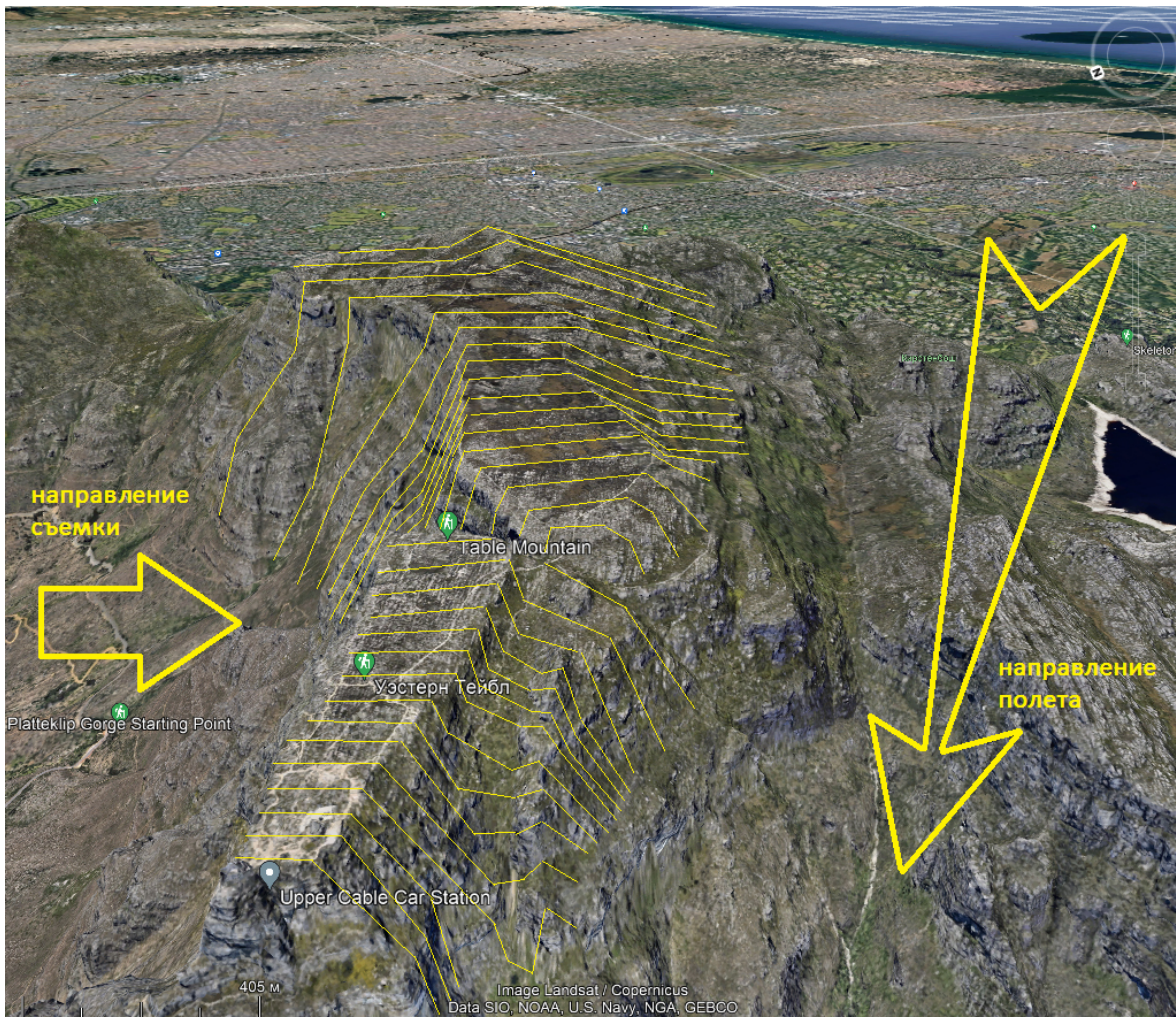 N
Skeleton
направление
съемки
Table Mountain
направление
полета
Уэстерн Тейбл
Platteklip Gorge Starting Point
Upper Cable Car Station
405 м
Image Landsat / Copernicus
Data SIO, NOAA, U.S. Navy, NGA, GEBCO